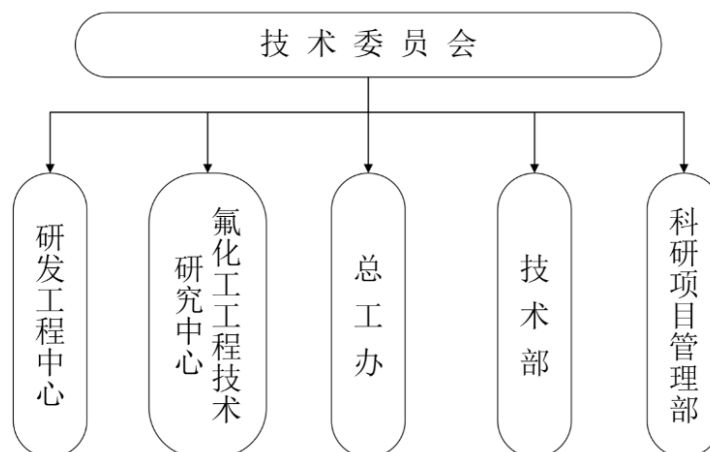 技术委员会
研发工程中心
氟化工工程技术
研究中心
总工办
技术部
科研项目管理部